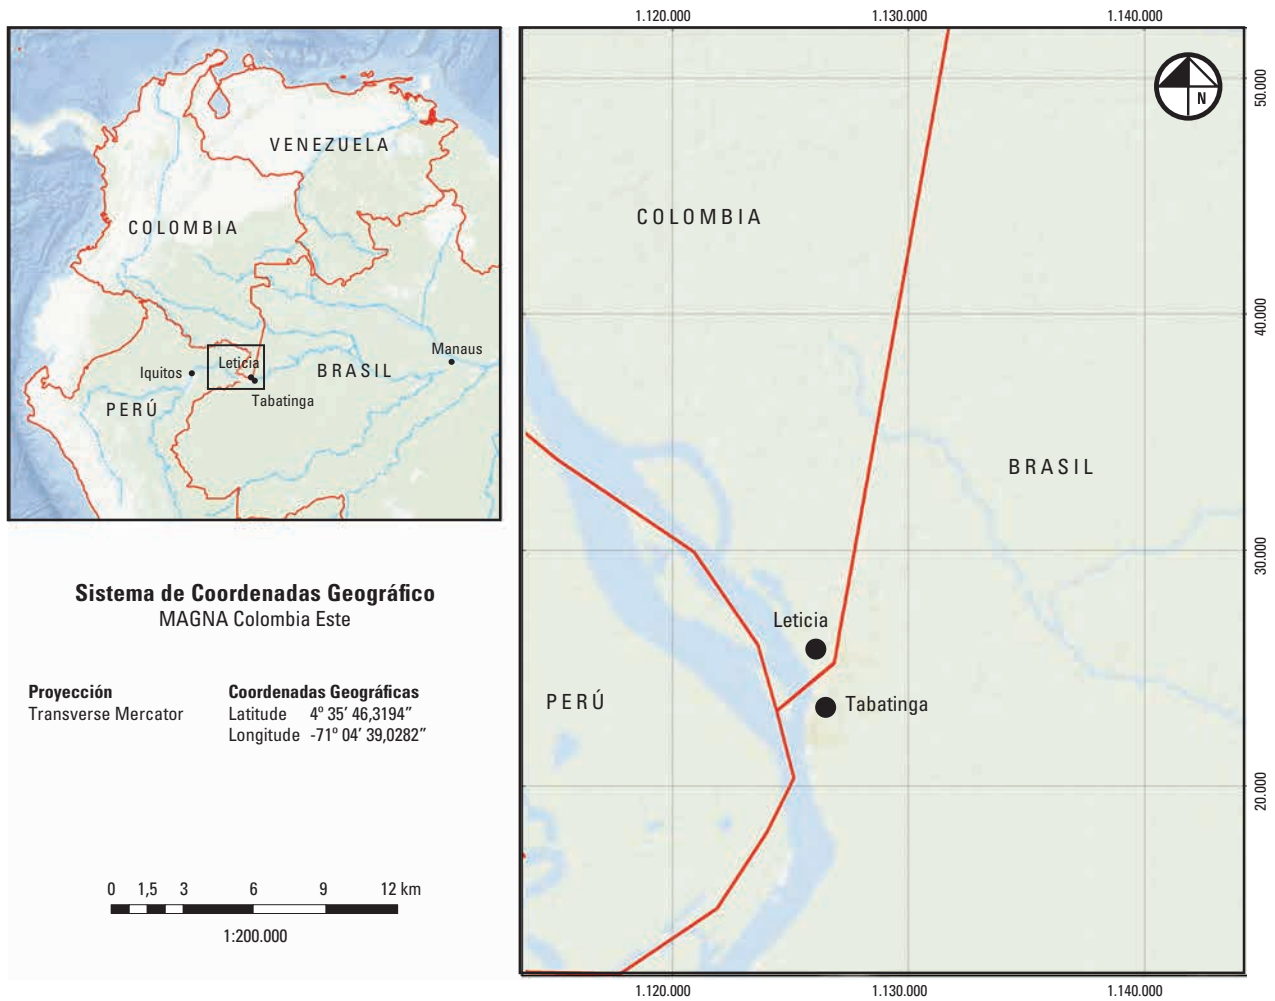 VENEZUELA
COLOMBIA
Manaus
Leticia
Iquitos
BRASIL
Tabatinga
PERÚ
Sistema de Coordenadas Geográfico
MAGNA Colombia Este
Proyección
Transverse Mercator
Coordenadas Geográficas
Latitude 4º 35’ 46,3194”
Longitude -71º 04’ 39,0282”
0 1,5 3 6 9 12 km
1:200.000
1.120.000 1.130.000 1.140.000
N
50.000
COLOMBIA
40.000
BRASIL
30.000
Leticia
PERÚ
Tabatinga
20.000
1.120.000 1.130.000 1.140.000